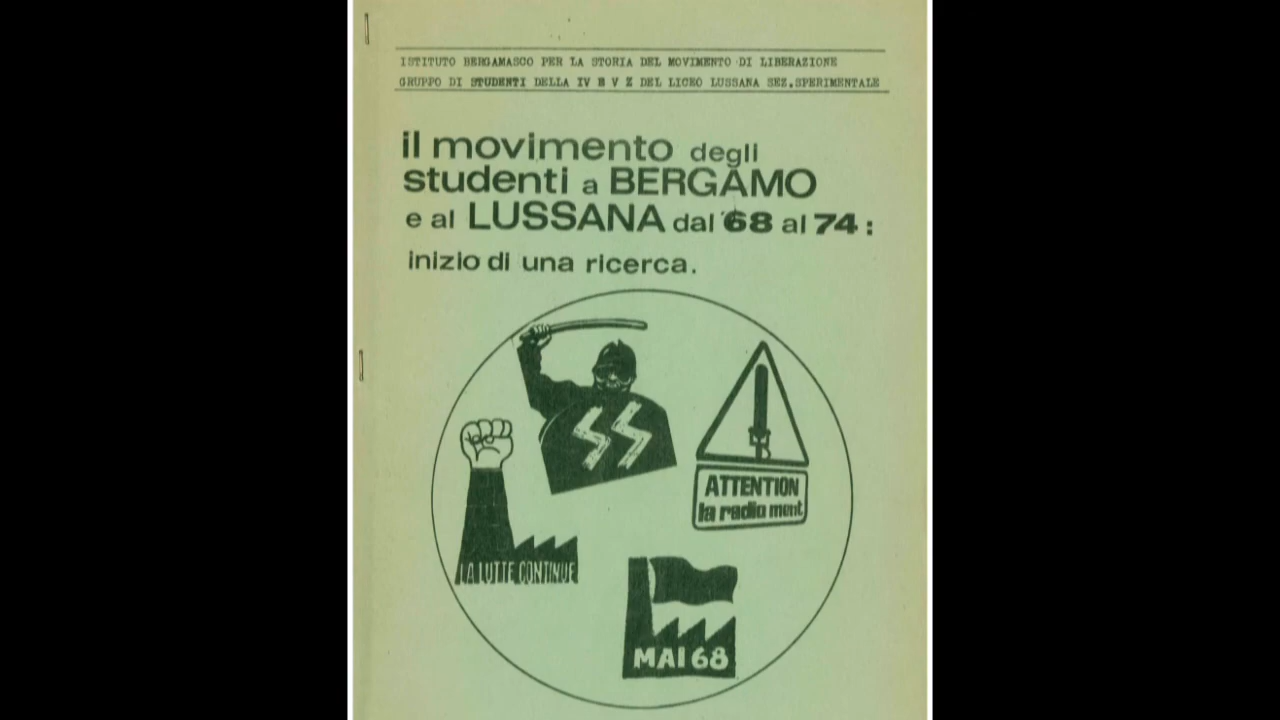 ISTITUTO BERGAMASCO PER LA STORIA DEL MOVIMENTO DI LIBERAZIONE
GRUPPO DI STUDENTI DELLA IV E V Z DEL LICEO LUSSANA SEZ.SPERIMENTALE
il movimento degli
studenti a BERGAMO
e al LUSSANA dal '68 al 74 :
inizio di una ricerca.
SS
ATTENTION
la radio ment
LA LUTTE CONTINUE
MAI 68